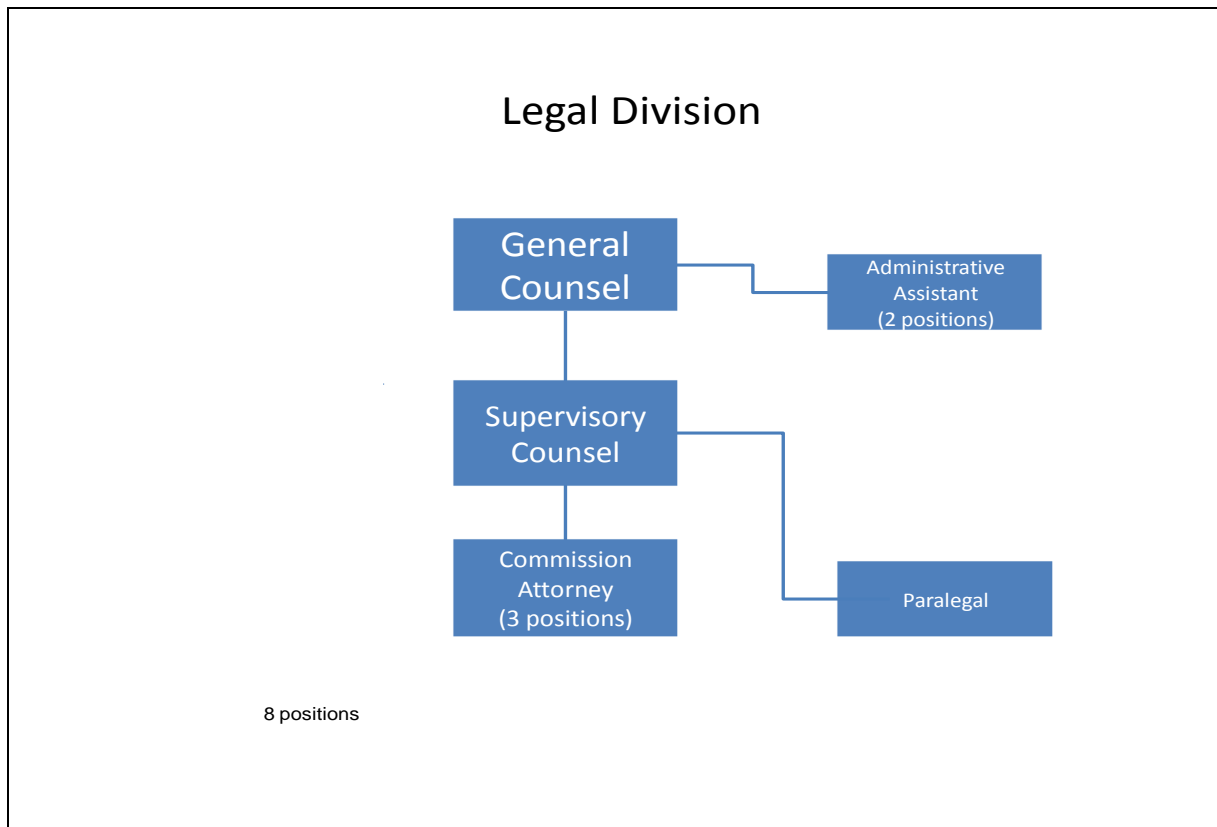 Legal Division
General
Counsel
Administrative
Assistant
(2 positions)
Supervisory
Counsel
Commission
Attorney
(3 positions)
Paralegal
8 positions